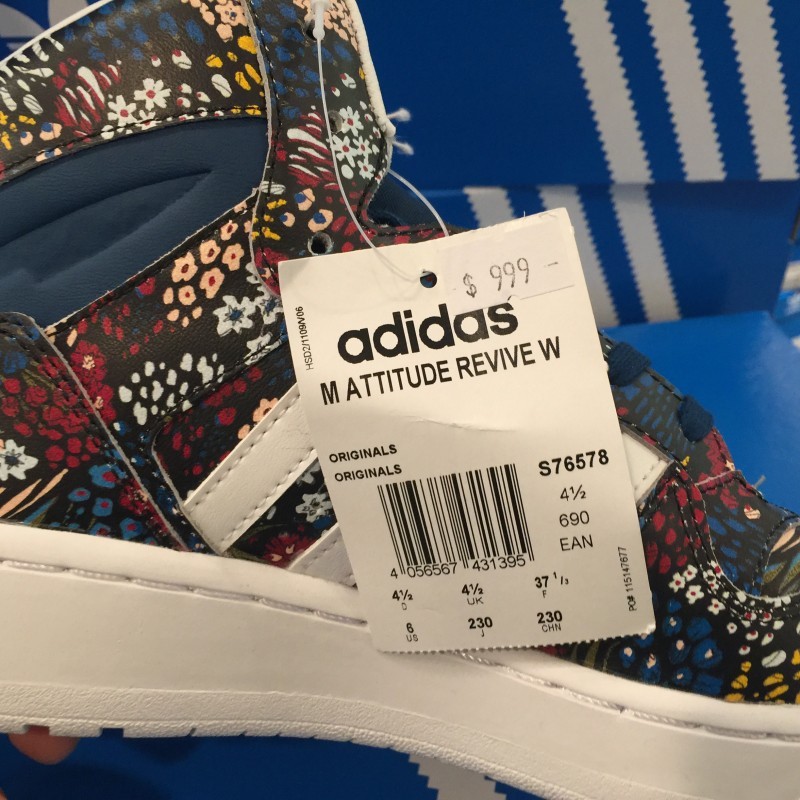 $ 999 -
adidas
M ATTITUDE REVIVE W
HSD2/1109/V06
ORIGINALS
ORIGINALS
S76578
4½
690
EAN
4 056567 431395
4½ 4½ 37 1/3
D UK F
6 230 230
US J CHN
PO# 115147677